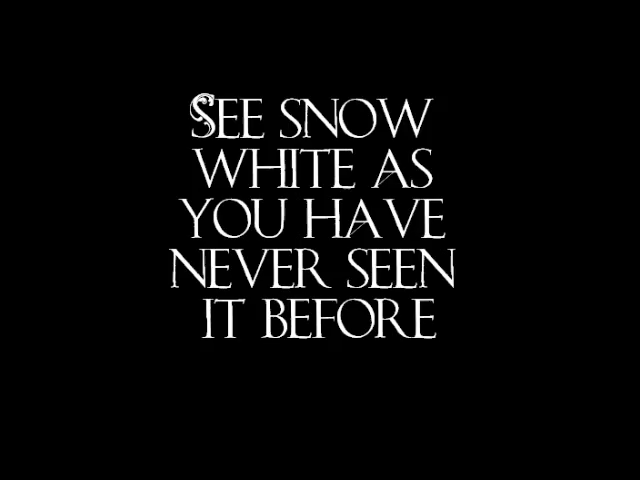 SEE SNOW
WHITE AS
YOU HAVE
NEVER SEEN
IT BEFORE